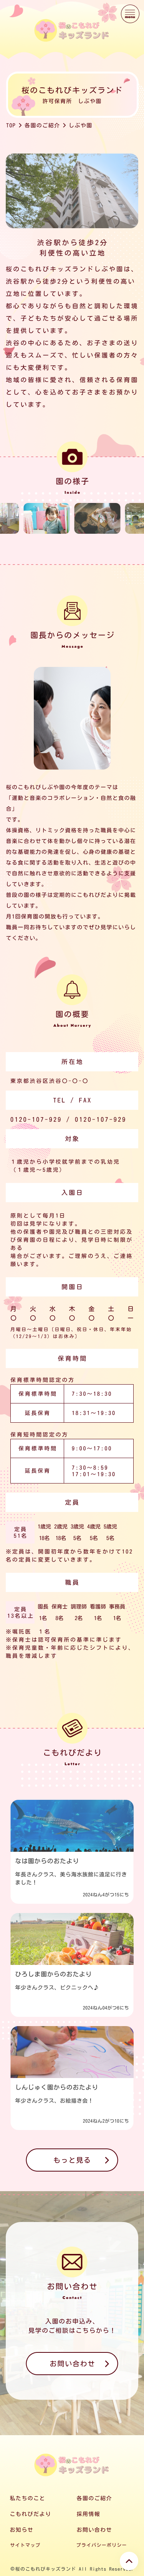 桜のこもれび
キッズランド
桜のこもれびキッズランド
許可保育所　しぶや園
TOP > 各園のご紹介 > しぶや園
渋谷駅から徒歩2分
利便性の高い立地
桜のこもれびキッズランドしぶや園は、
渋谷駅から徒歩2分という利便性の高い
立地に位置しています。
都心でありながらも自然と調和した環境
で、子どもたちが安心して過ごせる場所
を提供しています。
渋谷の中心にあるため、お子さまの送り
迎えもスムーズで、忙しい保護者の方々
にも大変便利です。
地域の皆様に愛され、信頼される保育園
として、心を込めてお子さまをお預かり
しています。
園の様子
Inside
園長からのメッセージ
Message
桜のこもれびしぶや園の今年度のテーマは
「運動と音楽のコラボレーション・自然と食の融
合」
です。
体操資格、リトミック資格を持った職員を中心に
音楽に合わせて体を動かし個々に持っている潜在
的な基礎能力の発達を促し、心身の健康の基礎と
なる食に関する活動を取り入れ、生活と遊びの中
で自然に触れさせ意欲的に活動できるように支援
していきます。
普段の園の様子は定期的にこもれびだよりに掲載
しています。
月1回保育園の開放も行っています。
職員一同お待ちしていますのでぜひ見学にいらし
てください。
園の概要
About Nursery
所在地
東京都渋谷区渋谷〇-〇-〇
TEL / FAX
0120-107-929 / 0120-107-929
対象
１歳児から小学校就学前までの乳幼児
（１歳児～5歳児）
入園日
原則として毎月1日
初回は見学になります。
他の保護者や園児及び職員との三密対応及
び保育園の日程により、見学日時に制限が
ある
場合がございます。ご理解のうえ、ご連絡
願います。
開園日
月 火 水 木 金 土 日
〇 〇 〇 〇 〇 〇 ー
月曜日～土曜日（日曜日、祝日・休日、年末年始
（12/29～1/3）はお休み）
保育時間
保育標準時間認定の方
保育標準時間 7:30～18:30
延長保育 18:31～19:30
保育短時間認定の方
保育標準時間 9:00～17:00
延長保育 7:30～8:59
17:01～19:30
定員
定員
51名 1歳児 2歳児 3歳児 4歳児 5歳児
18名 18名 5名 5名 5名
※定員は、開園初年度から数年をかけて102
名の定員に変更していきます。
職員
定員
13名以上 園長 保育士 調理師 看護師 事務員
1名 8名 2名 1名 1名
※嘱託医　１名
※保育士は認可保育所の基準に準じます
※保育児童数・年齢に応じたシフトにより、
職員を増減します
こもれびだより
Letter
なは園からのおたより
年長さんクラス、美ら海水族館に遠足に行き
ました！
ひろしま園からのおたより
年少さんクラス、ピクニックへ♪
しんじゅく園からのおたより
年少さんクラス、お絵描き会！
もっと見る
お問い合わせ
Contact
入園のお申込み、
見学のご相談はこちらから！
お問い合わせ
桜のこもれび
キッズランド
私たちのこと
各園のご紹介
こもれびだより
採用情報
お知らせ
お問い合わせ
サイトマップ
プライバシーポリシー
©桜のこもれびキッズランド All Rights Reserved.